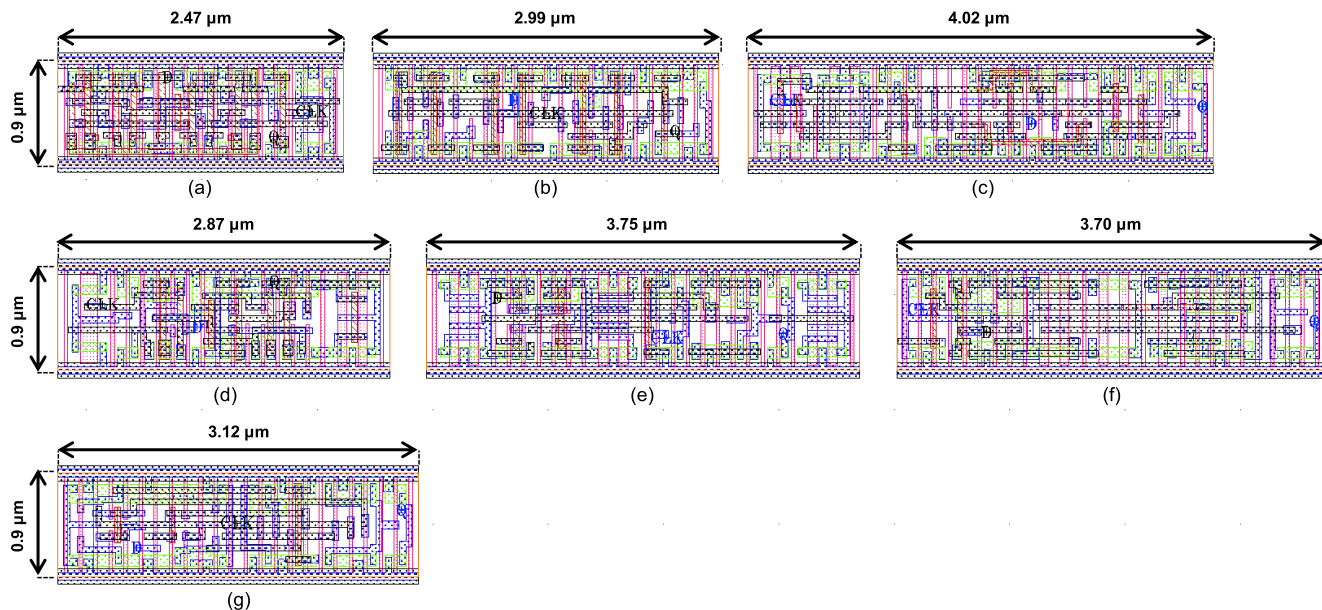 2.47 μm 2.99 μm 4.02 μm
0.9 μm
D CLK Q
D CLK Q
CLK D Q
(a) (b) (c)
2.87 μm 3.75 μm 3.70 μm
0.9 μm
CLK D Q
D CLK Q
CLK D Q
(d) (e) (f)
3.12 μm
0.9 μm
D CLK Q
(g)